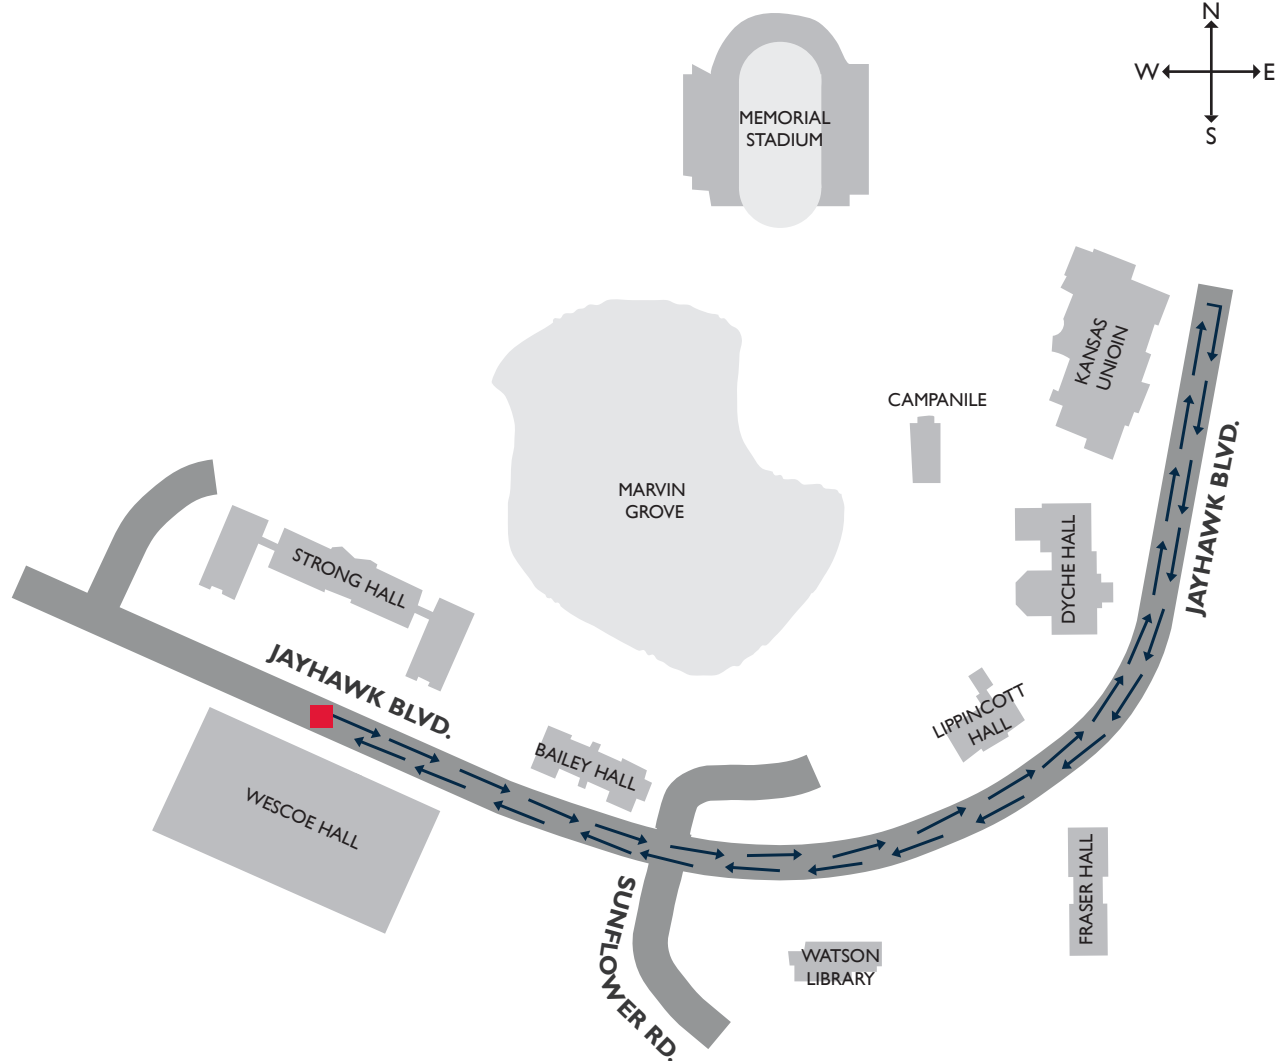 N
W E
S
MEMORIAL
STADIUM
KANSAS
UNIOIN
CAMPANILE
JAYHAWK BLVD.
MARVIN
GROVE
DYCHE HALL
STRONG HALL
JAYHAWK BLVD.
LIPPINCOTT
HALL
BAILEY HALL
WESCOE HALL
FRASER HALL
SUNFLOWER RD.
WATSON
LIBRARY